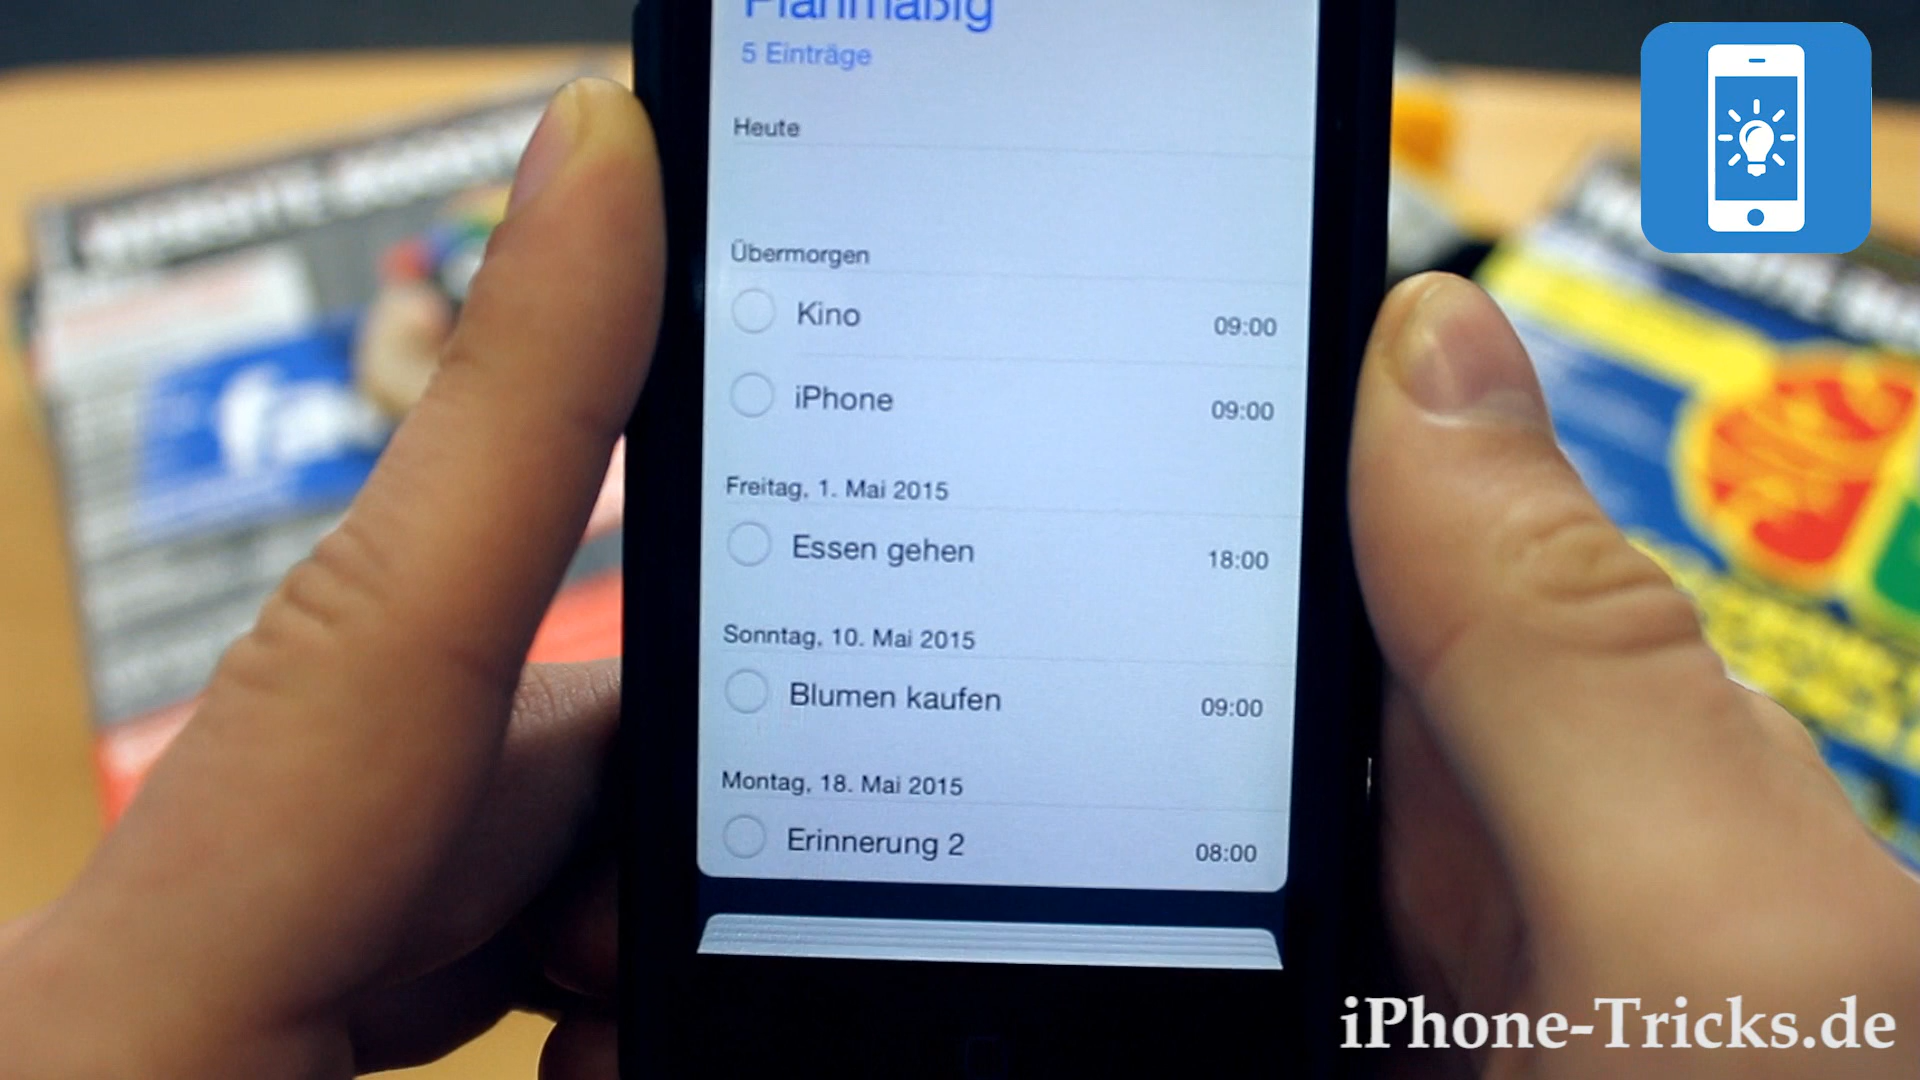 Planmäßig
5 Einträge
Heute
Übermorgen
Kino 09:00
iPhone 09:00
Freitag, 1. Mai 2015
Essen gehen 18:00
Sonntag, 10. Mai 2015
Blumen kaufen 09:00
Montag, 18. Mai 2015
Erinnerung 2 08:00
iPhone-Tricks.de